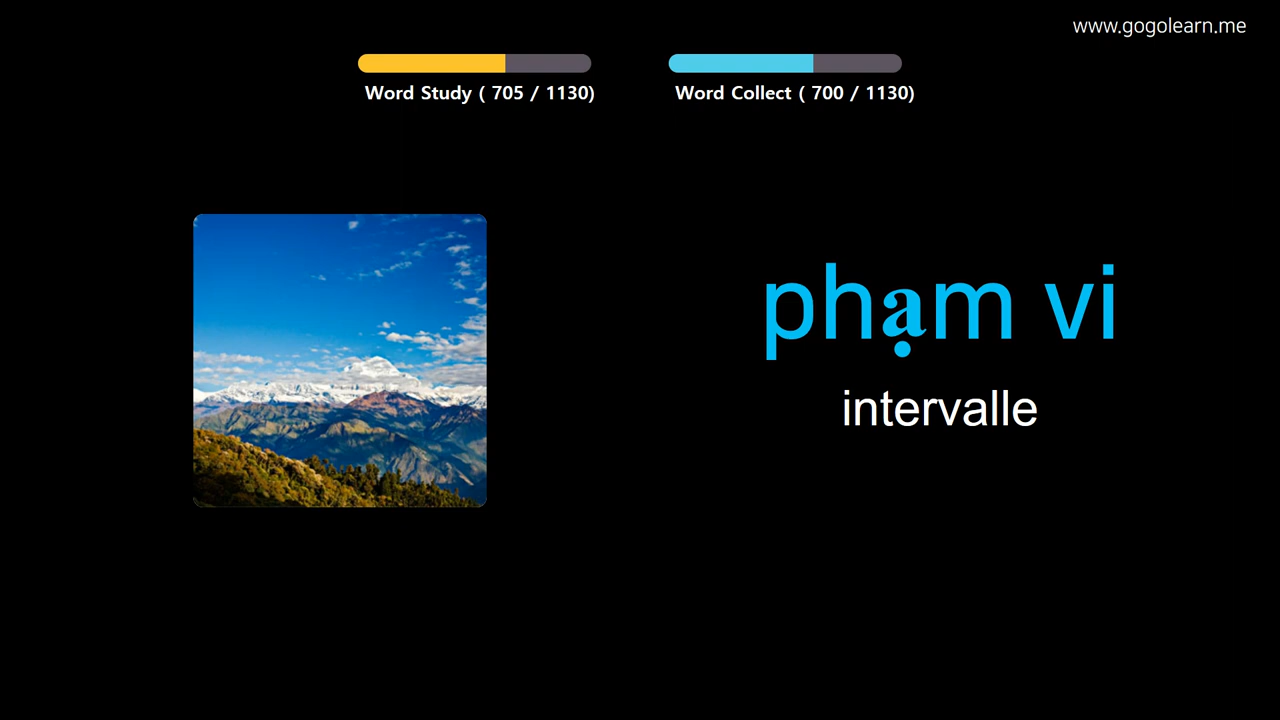 www.gogolearn.me
Word Study ( 705 / 1130)
Word Collect ( 700 / 1130)
phạm vi
intervalle